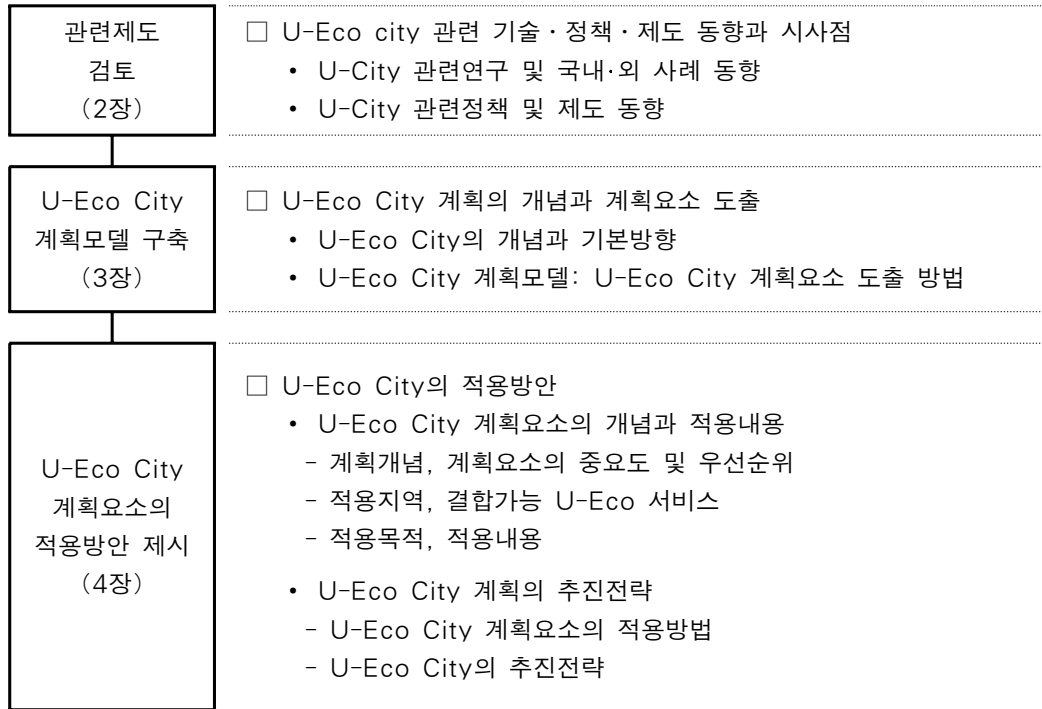 관련제도
검토
(2장)
□ U-Eco city 관련 기술·정책·제도 동향과 시사점
• U-City 관련연구 및 국내·외 사례 동향
• U-City 관련정책 및 제도 동향
U-Eco City
계획모델 구축
(3장)
□ U-Eco City 계획의 개념과 계획요소 도출
• U-Eco City의 개념과 기본방향
• U-Eco City 계획모델: U-Eco City 계획요소 도출 방법
U-Eco City
계획요소의
적용방안 제시
(4장)
□ U-Eco City의 적용방안
• U-Eco City 계획요소의 개념과 적용내용
- 계획개념, 계획요소의 중요도 및 우선순위
- 적용지역, 결합가능 U-Eco 서비스
- 적용목적, 적용내용
• U-Eco City 계획의 추진전략
- U-Eco City 계획요소의 적용방법
- U-Eco City의 추진전략